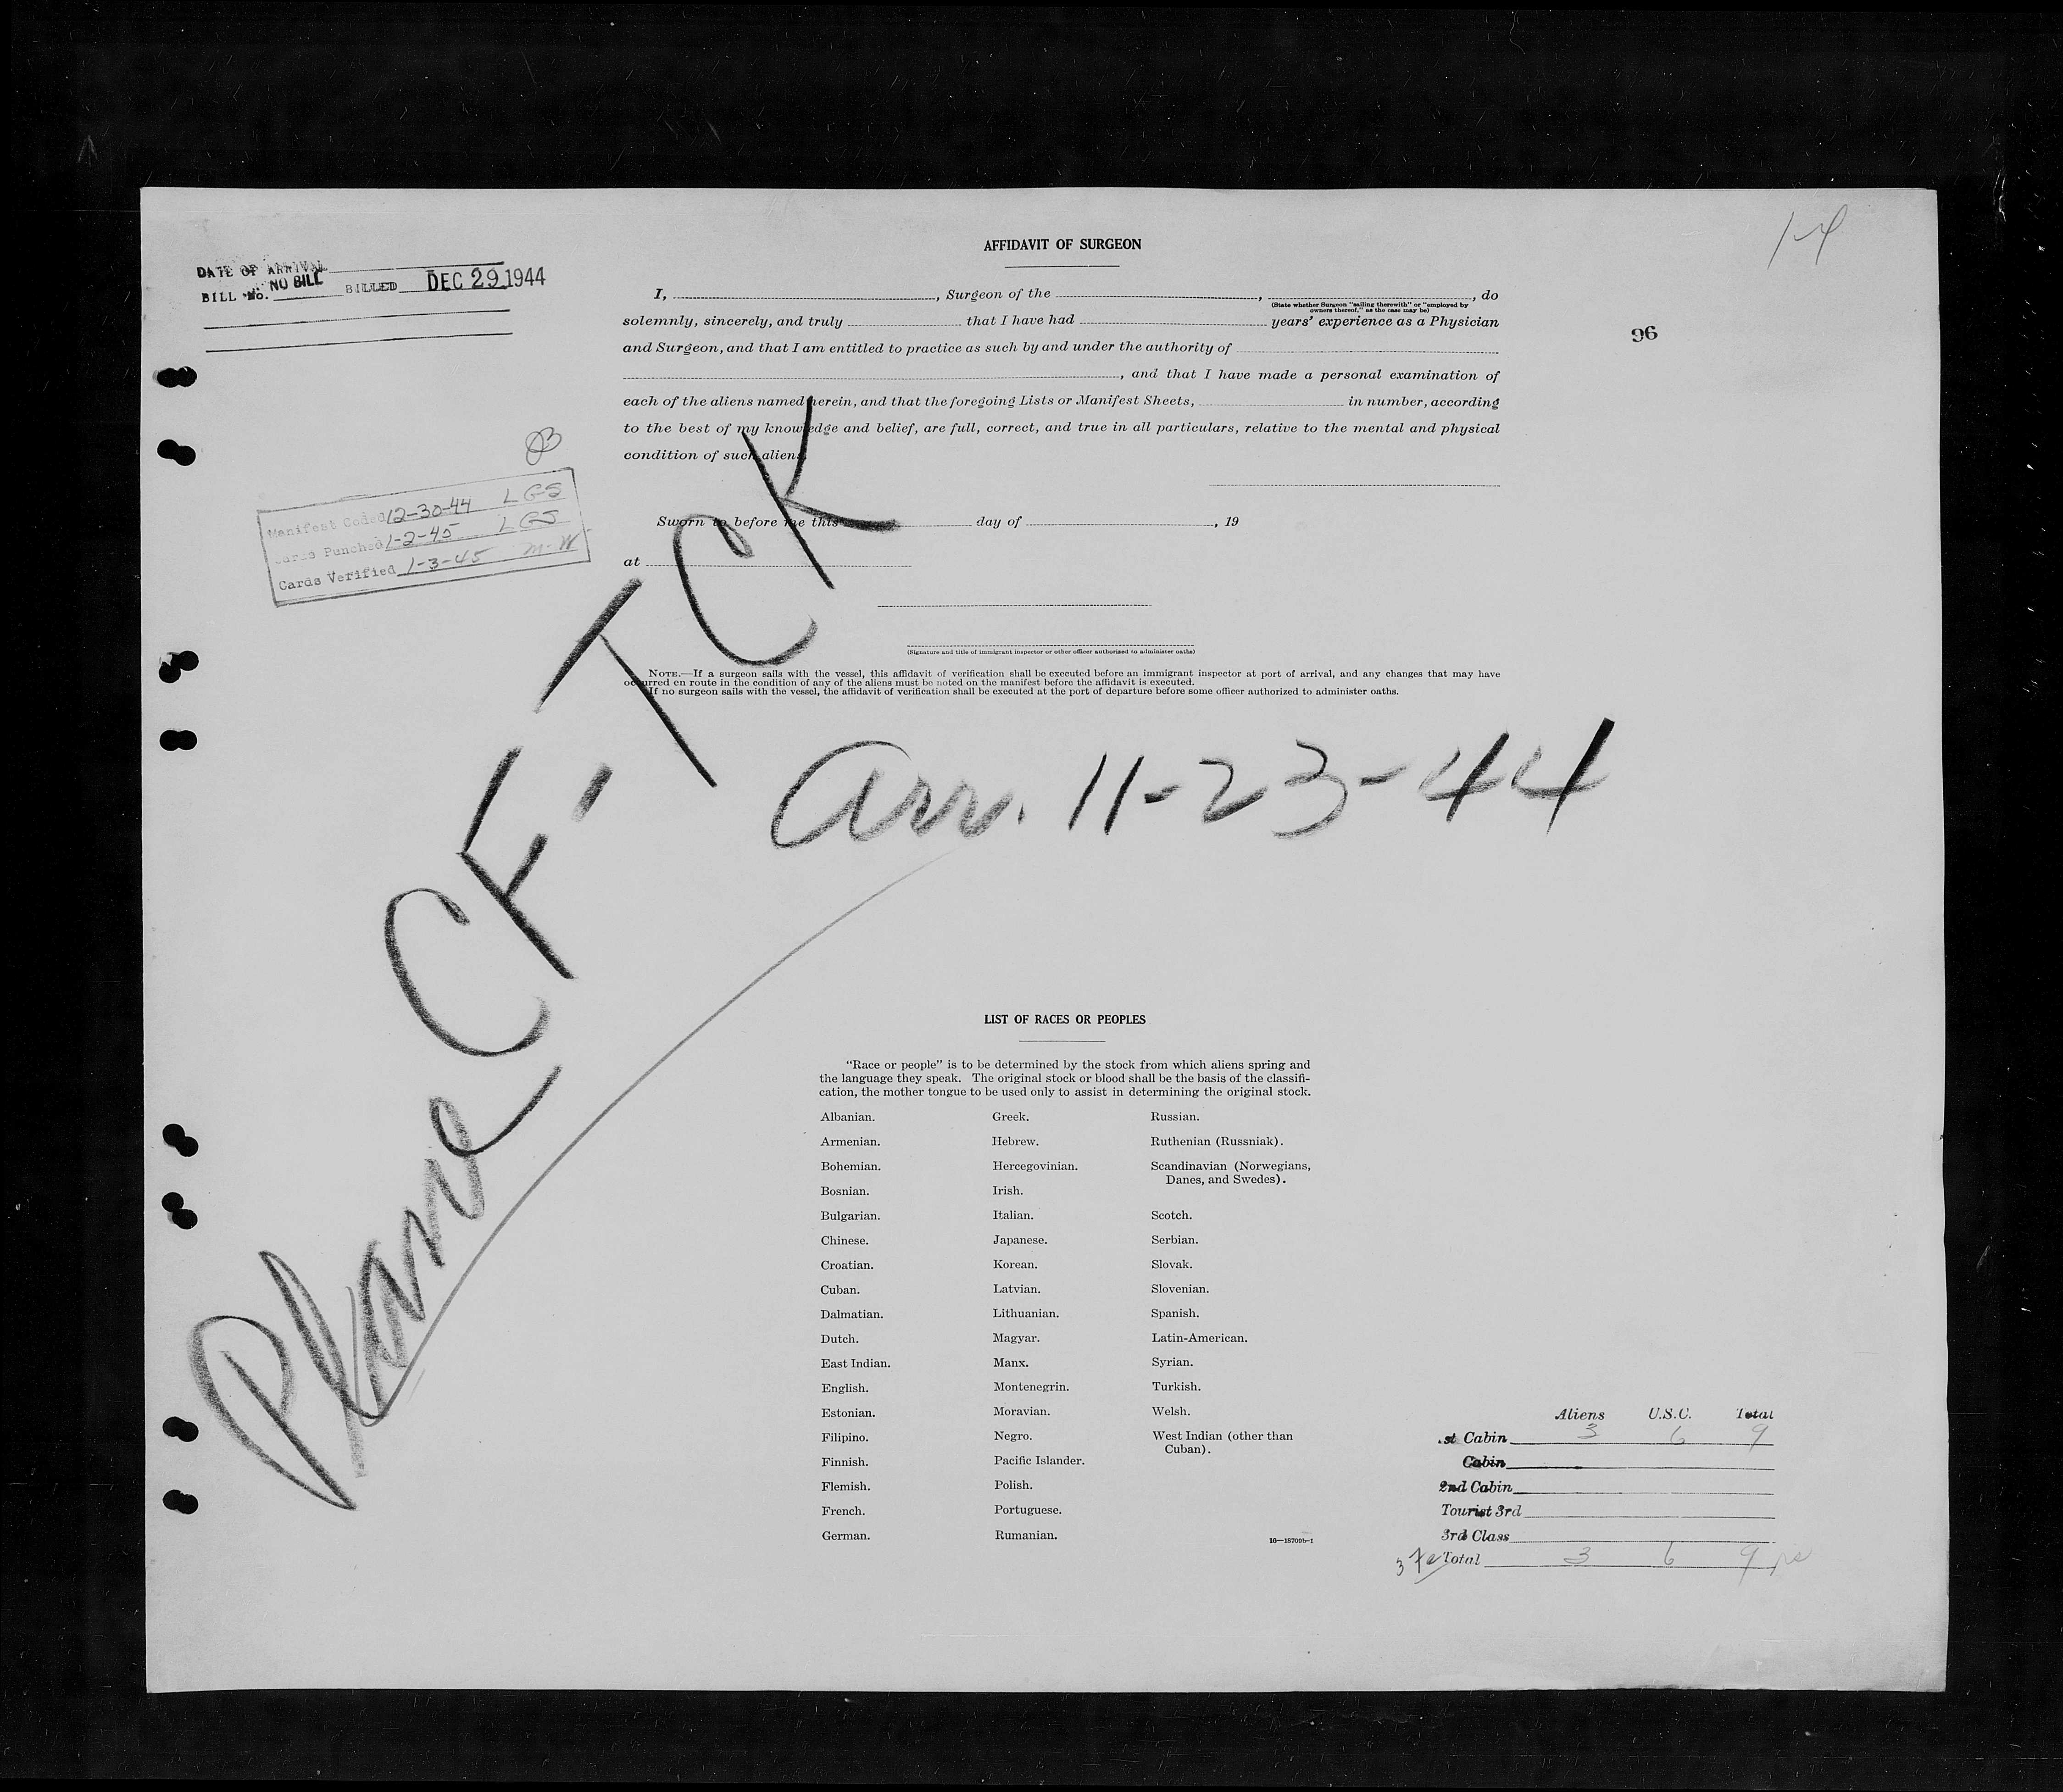 14
AFFIDAVIT OF SURGEON
DATE OF ARRIVAL
BILL No. NO BILL BILLED DEC 29 1944
I, , Surgeon of the , , do
(State whether Surgeon "sailing therewith" or "employed by
owners thereof," as the case may be)
solemnly, sincerely, and truly that I have had years' experience as a Physician
96
and Surgeon, and that I am entitled to practice as such by and under the authority of
, and that I have made a personal examination of
each of the aliens named herein, and that the foregoing Lists or Manifest Sheets, in number, according
to the best of my knowledge and belief, are full, correct, and true in all particulars, relative to the mental and physical
condition of such aliens.
Manifest Coded 12-30-44 LGS
Cards Punched 1-2-45 LGS
Cards Verified 1-3-45 M-W
Sworn to before me this day of , 19
at
(Signature and title of immigrant inspector or other officer authorized to administer oaths)
NOTE.—If a surgeon sails with the vessel, this affidavit of verification shall be executed before an immigrant inspector at port of arrival, and any changes that may have
occurred en route in the condition of any of the aliens must be noted on the manifest before the affidavit is executed.
If no surgeon sails with the vessel, the affidavit of verification shall be executed at the port of departure before some officer authorized to administer oaths.
Plane CF-TCK
arr. 11-23-44
LIST OF RACES OR PEOPLES
"Race or people" is to be determined by the stock from which aliens spring and
the language they speak. The original stock or blood shall be the basis of the classifi-
cation, the mother tongue to be used only to assist in determining the original stock.
Albanian. Greek. Russian.
Armenian. Hebrew. Ruthenian (Russniak).
Bohemian. Hercegovinian. Scandinavian (Norwegians,
Danes, and Swedes).
Bosnian. Irish.
Bulgarian. Italian. Scotch.
Chinese. Japanese. Serbian.
Croatian. Korean. Slovak.
Cuban. Latvian. Slovenian.
Dalmatian. Lithuanian. Spanish.
Dutch. Magyar. Latin-American.
East Indian. Manx. Syrian.
English. Montenegrin. Turkish.
Estonian. Moravian. Welsh.
Filipino. Negro. West Indian (other than
Cuban).
Finnish. Pacific Islander.
Flemish. Polish.
French. Portuguese.
German. Rumanian.
16—18709b-1
Aliens U.S.C. Total
st Cabin 3 6 9
Cabin
2nd Cabin
Tourist 3rd
3rd Class
Total 3 6 9